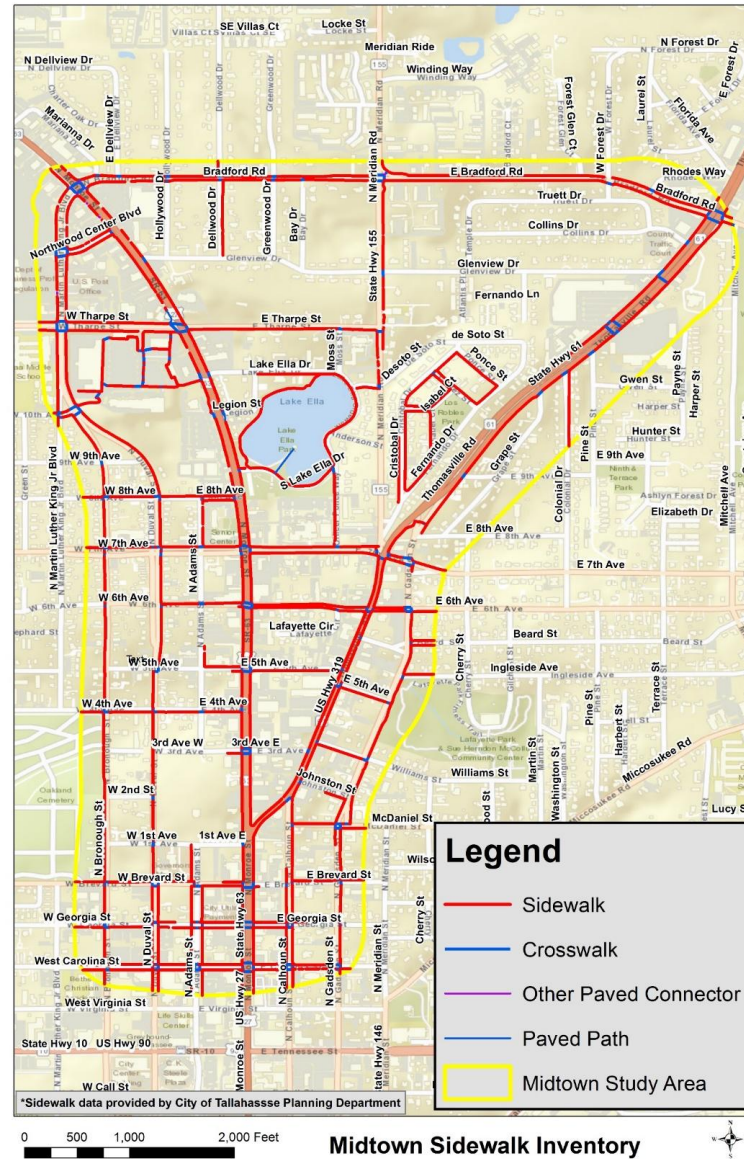 SE Villas Ct
Locke St
Meridian Ride
N Forest Dr
N Dellview Dr
Winding Way
Marianna Dr
E Dellview Dr
Forest Glen Ct
W Forest Dr
Laurel St
Florida Ave
E Forest Dr
N Meridian Rd
Bradford Rd
E Bradford Rd
Rhodes Way
Bradford Rd
Hollywood Dr
Dellwood Dr
Greenwood Dr
Bay Dr
Truett Dr
Collins Dr
Northwood Center Blvd
State Hwy 155
Glenview Dr
Fernando Ln
W Tharpe St
E Tharpe St
Moss St
de Soto St
Desoto St
Ponce St
State Hwy 61
Lake Ella Dr
Isabel Ct
Gwen St
Payne St
Harper St
Legion St
Lake Ella
Lake Ella Park
Cristobal Dr
Fernando Dr
Thomasville Rd
Grape St
Hunter St
Pine St
W 9th Ave
S Lake Ella Dr
E 9th Ave
W 8th Ave
E 8th Ave
Colonial Dr
Elizabeth Dr
Mitchell Ave
N Martin Luther King Jr Blvd
N Adams St
E 8th Ave
W 7th Ave
E 7th Ave
W 6th Ave
E 6th Ave
Lafayette Cir
Beard St
W 5th Ave
E 5th Ave
US Hwy 319
E 5th Ave
Cherry St
Ingleside Ave
W 4th Ave
E 4th Ave
Pine St
Harbert St
Terrace St
3rd Ave W
3rd Ave E
Miccosukee Rd
Williams St
Martin St
Washington St
Johnston St
W 2nd St
N Bronough St
McDaniel St
Lucy S
W 1st Ave
1st Ave E
W Brevard St
E Brevard St
W Georgia St
E Georgia St
Cherry St
N Duval St
N Adams St
State Hwy 63
US Hwy 27
N Calhoun St
N Gadsden St
N Meridian St
West Carolina St
West Virginia St
State Hwy 10 US Hwy 90
E Tennessee St
W Call St
Monroe St
tate Hwy 146
Legend
Sidewalk
Crosswalk
Other Paved Connector
Paved Path
Midtown Study Area
*Sidewalk data provided by City of Tallahassse Planning Department
0 500 1,000 2,000 Feet
Midtown Sidewalk Inventory